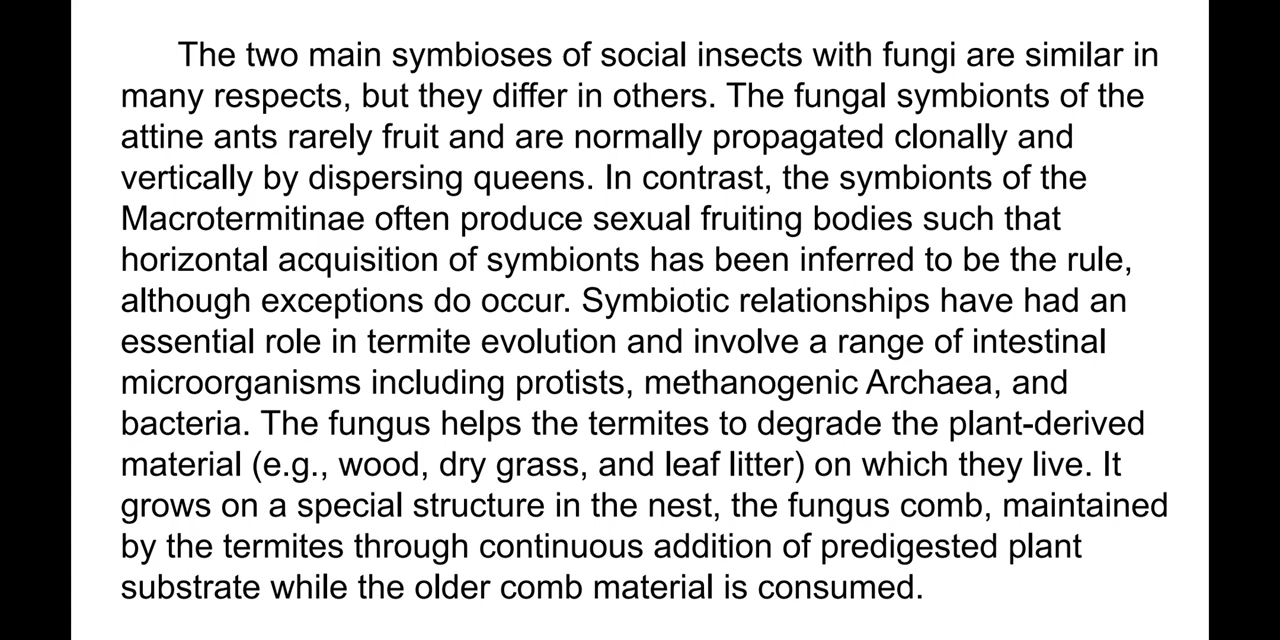 The two main symbioses of social insects with fungi are similar in
many respects, but they differ in others. The fungal symbionts of the
attine ants rarely fruit and are normally propagated clonally and
vertically by dispersing queens. In contrast, the symbionts of the
Macrotermitinae often produce sexual fruiting bodies such that
horizontal acquisition of symbionts has been inferred to be the rule,
although exceptions do occur. Symbiotic relationships have had an
essential role in termite evolution and involve a range of intestinal
microorganisms including protists, methanogenic Archaea, and
bacteria. The fungus helps the termites to degrade the plant-derived
material (e.g., wood, dry grass, and leaf litter) on which they live. It
grows on a special structure in the nest, the fungus comb, maintained
by the termites through continuous addition of predigested plant
substrate while the older comb material is consumed.